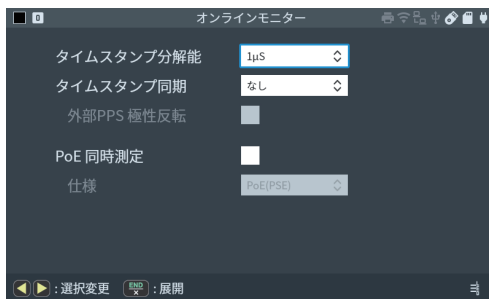 0 オンラインモニター
タイムスタンプ分解能 1µS
タイムスタンプ同期 なし
外部PPS 極性反転
PoE 同時測定
仕様 PoE(PSE)
:選択変更 END :展開